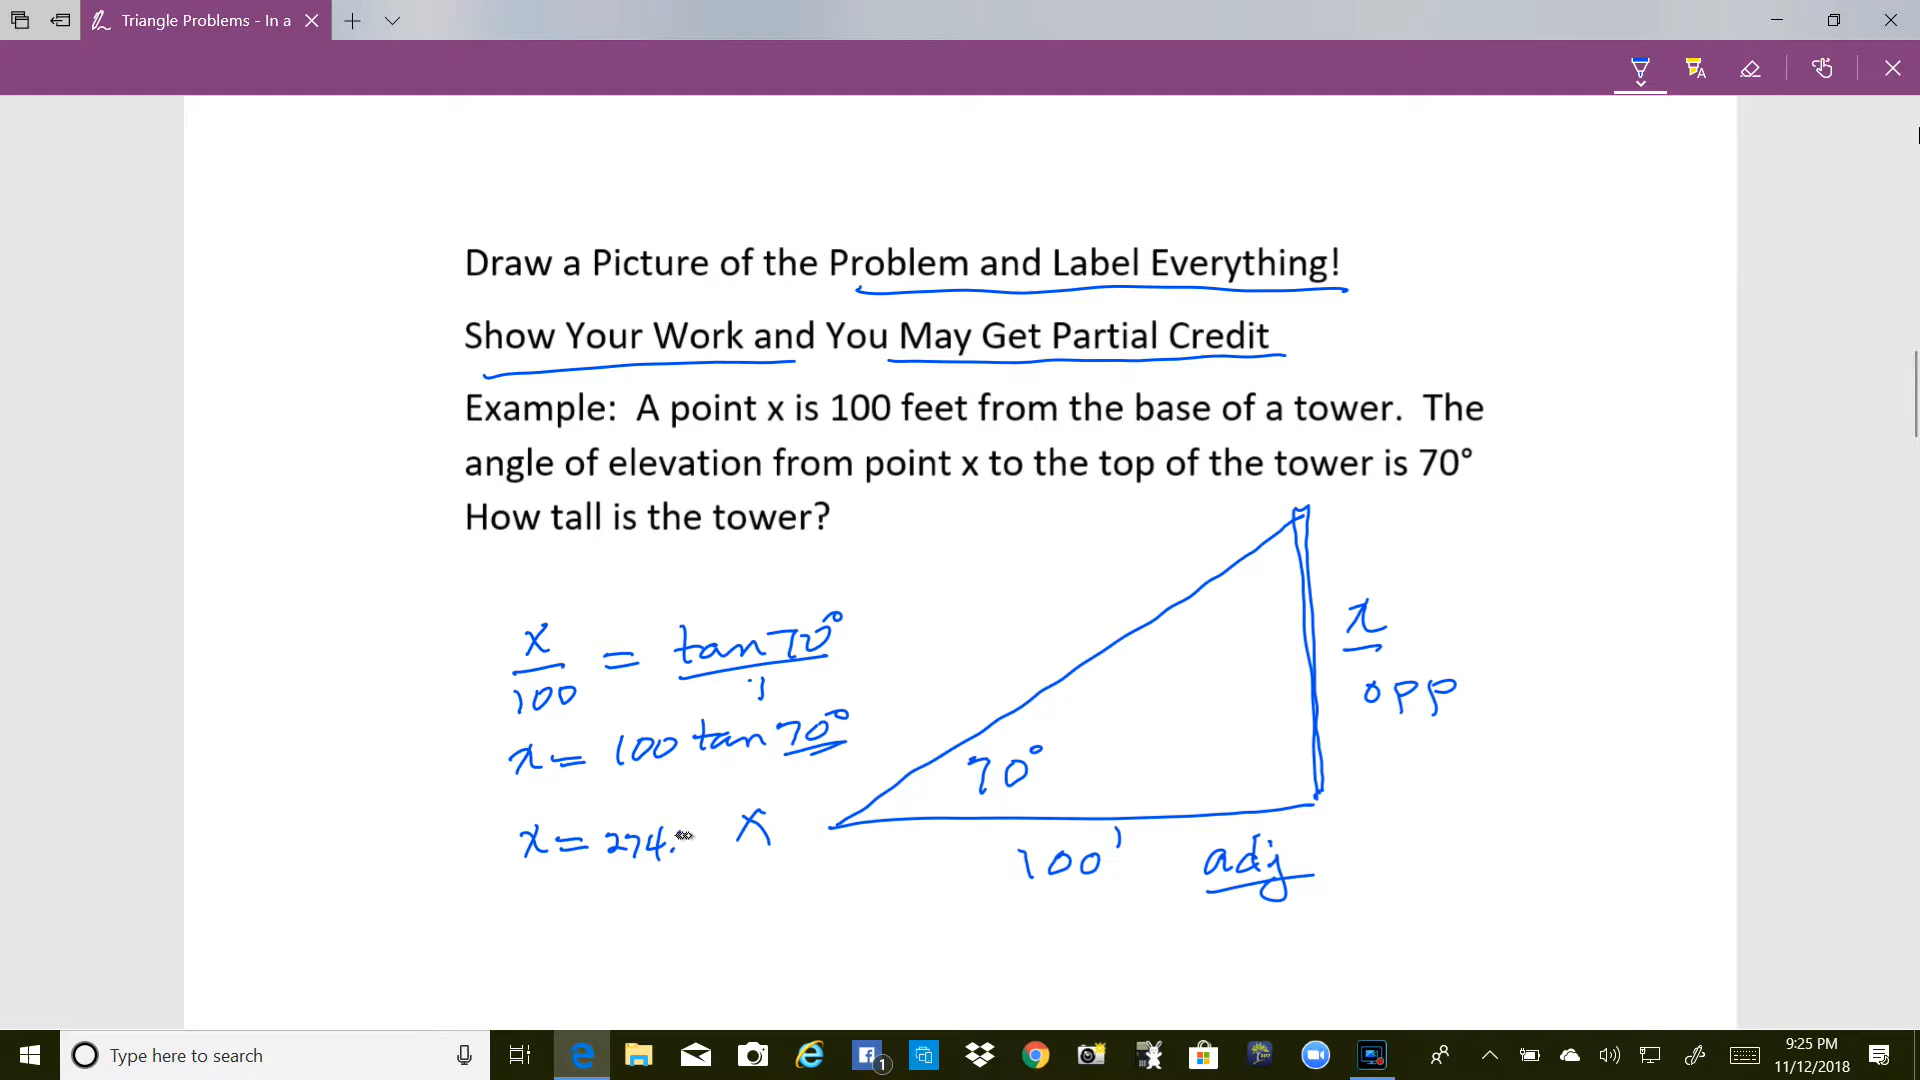 Triangle Problems - In a
Draw a Picture of the Problem and Label Everything!
Show Your Work and You May Get Partial Credit
Example: A point x is 100 feet from the base of a tower. The
angle of elevation from point x to the top of the tower is 70°
How tall is the tower?
x/100 = tan 70°/1
x
opp
x = 100 tan 70°
70°
x = 274.
x
100'
adj
Type here to search
1
9:25 PM
11/12/2018